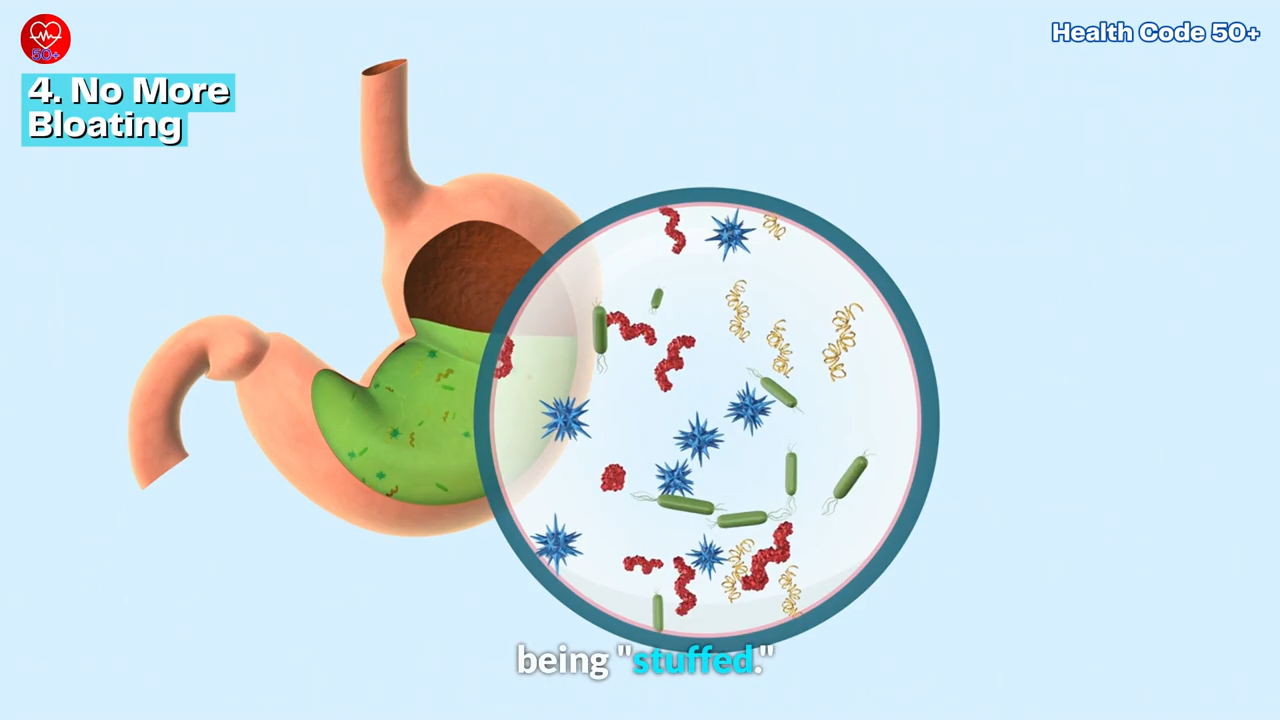 50+
Health Code 50+
4. No More
Bloating
being "stuffed."